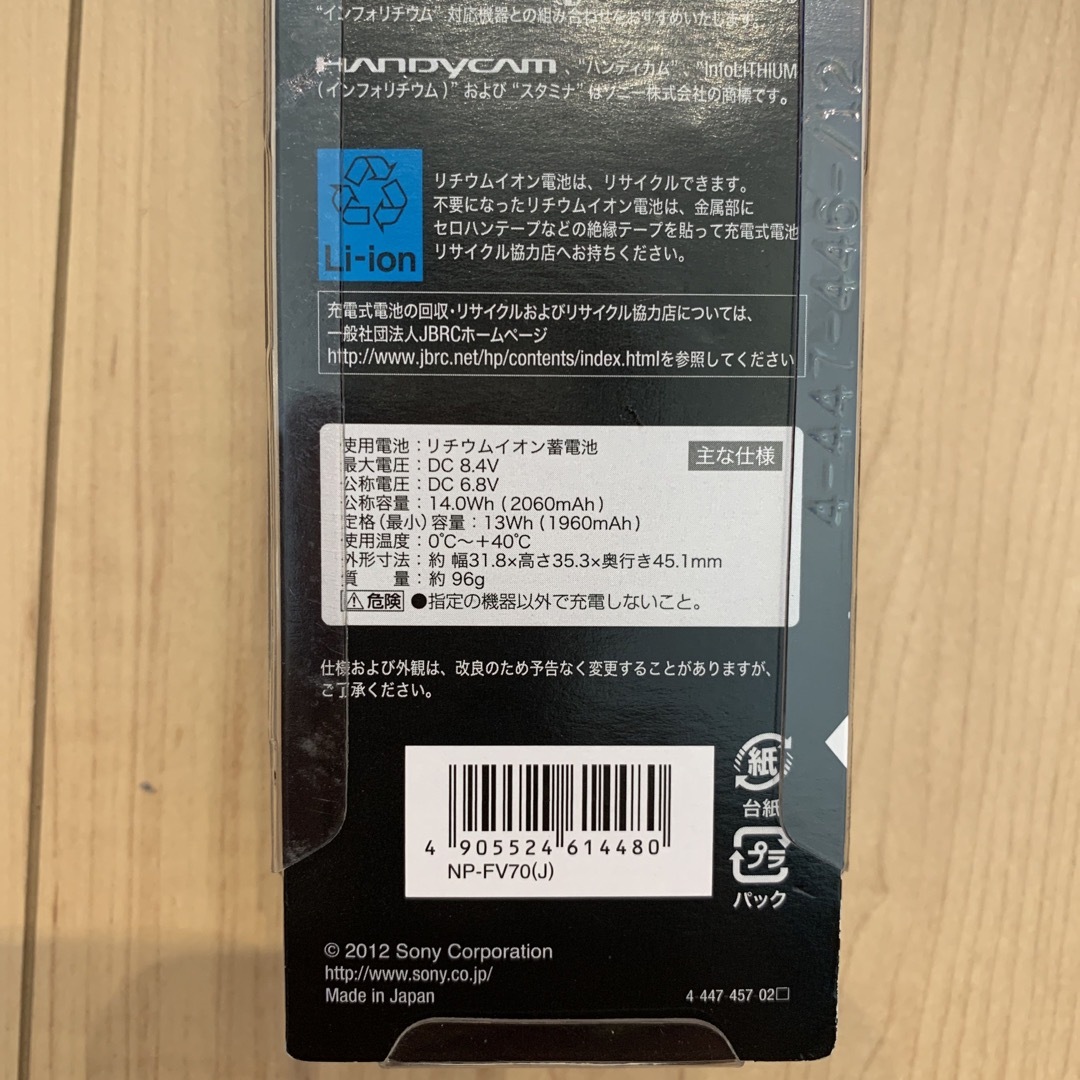 "インフォリチウム" 対応機器との組み合わせをおすすめいたします。
HANDYCAM 、"ハンディカム"、"InfoLITHIUM
(インフォリチウム)" および "スタミナ" はソニー株式会社の商標です。
Li-ion
リチウムイオン電池は、リサイクルできます。
不要になったリチウムイオン電池は、金属部に
セロハンテープなどの絶縁テープを貼って充電式電池
リサイクル協力店へお持ちください。
充電式電池の回収・リサイクルおよびリサイクル協力店については、
一般社団法人JBRCホームページ
http://www.jbrc.net/hp/contents/index.htmlを参照してください
主な仕様
使用電池:リチウムイオン蓄電池
最大電圧:DC 8.4V
公称電圧:DC 6.8V
公称容量:14.0Wh (2060mAh)
定格(最小)容量:13Wh (1960mAh)
使用温度:0℃〜+40℃
外形寸法:約 幅31.8×高さ35.3×奥行き45.1mm
質 量:約 96g
⚠危険 ●指定の機器以外で充電しないこと。
仕様および外観は、改良のため予告なく変更することがありますが、
ご了承ください。
4 905524 614480
NP-FV70(J)
紙
台紙
プラ
パック
© 2012 Sony Corporation
http://www.sony.co.jp/
Made in Japan
4-447-457-02□